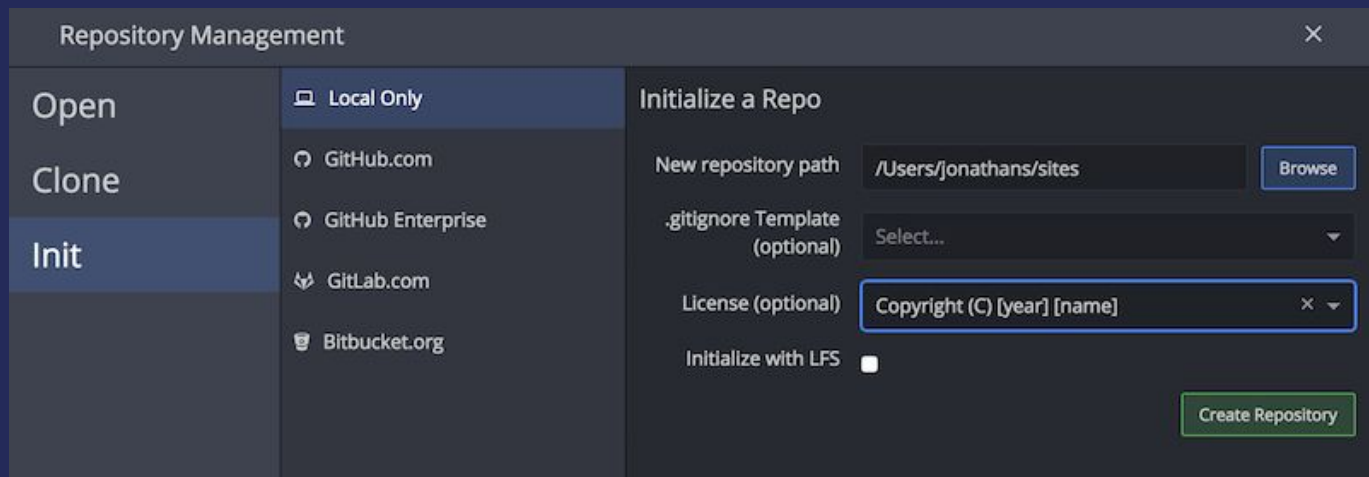 Repository Management
Open
Clone
Init
Local Only
GitHub.com
GitHub Enterprise
GitLab.com
Bitbucket.org
Initialize a Repo
New repository path
/Users/jonathans/sites
Browse
.gitignore Template
(optional)
Select...
License (optional)
Copyright (C) [year] [name]
Initialize with LFS
Create Repository